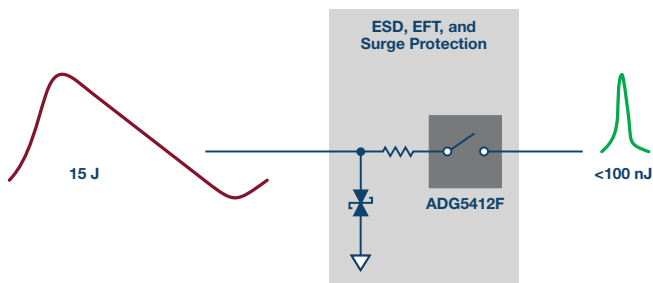 ESD, EFT, and
Surge Protection
15 J
<100 nJ
ADG5412F